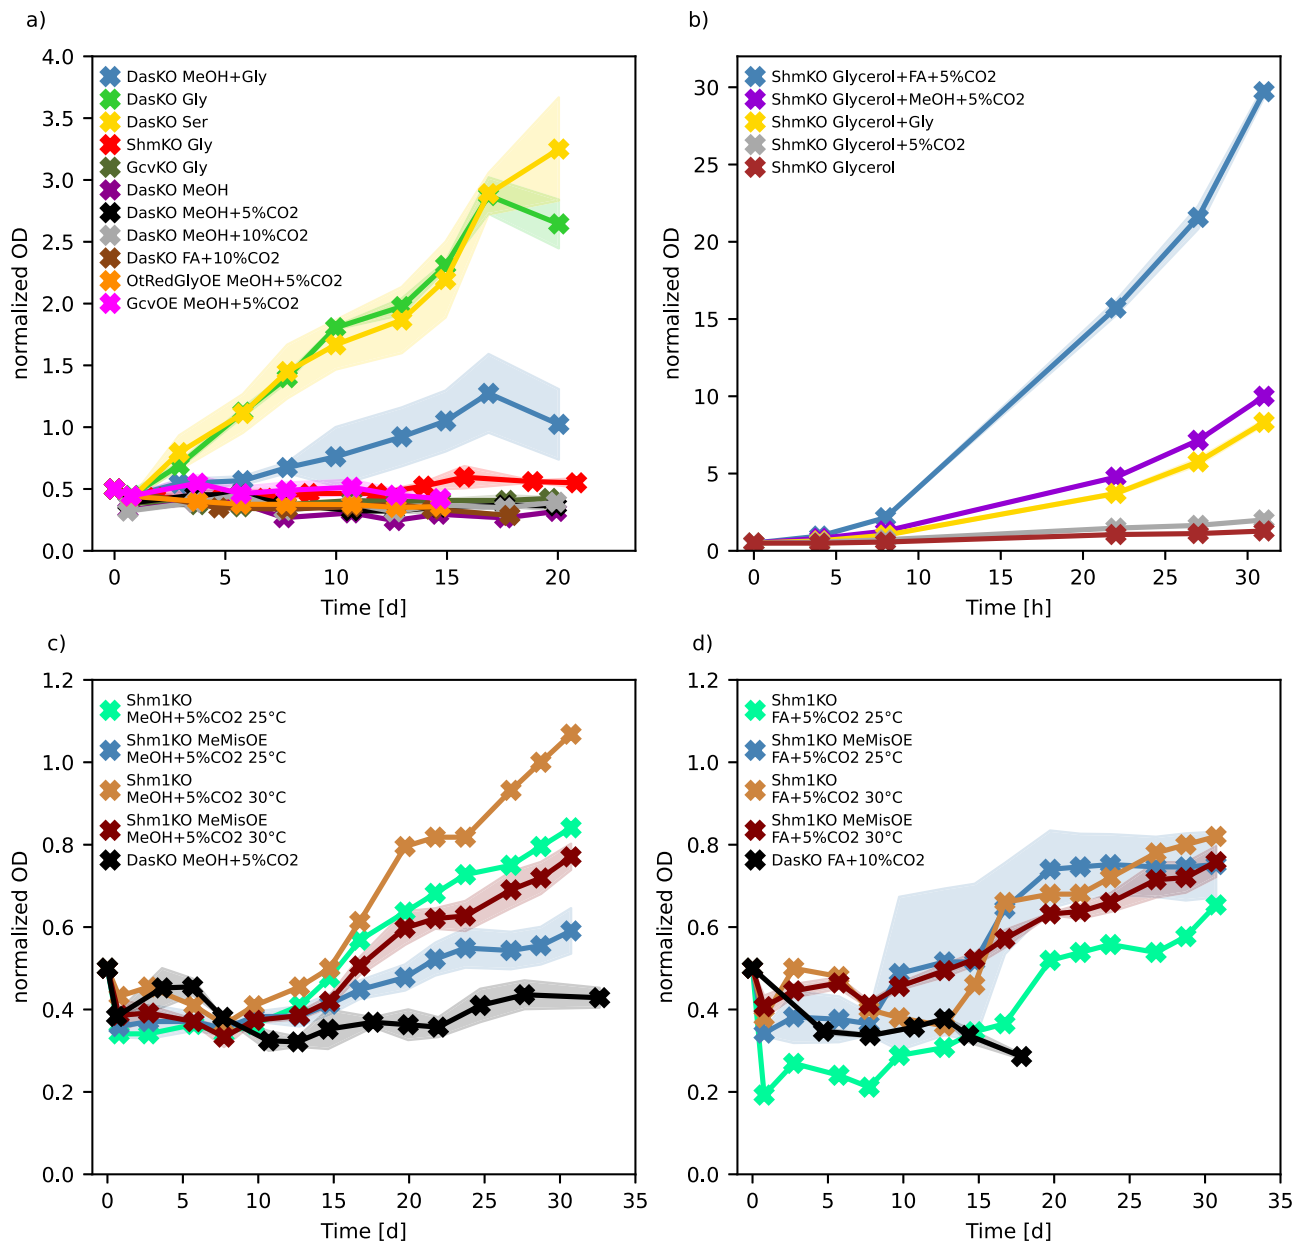 a)
4.0
3.5
3.0
2.5
2.0
1.5
1.0
0.5
0.0
normalized OD
DasKO MeOH+Gly
DasKO Gly
DasKO Ser
ShmKO Gly
GcvKO Gly
DasKO MeOH
DasKO MeOH+5%CO2
DasKO MeOH+10%CO2
DasKO FA+10%CO2
OtRedGlyOE MeOH+5%CO2
GcvOE MeOH+5%CO2
0 5 10 15 20
Time [d]
b)
30
25
20
15
10
5
0
normalized OD
ShmKO Glycerol+FA+5%CO2
ShmKO Glycerol+MeOH+5%CO2
ShmKO Glycerol+Gly
ShmKO Glycerol+5%CO2
ShmKO Glycerol
0 5 10 15 20 25 30
Time [h]
c)
1.2
1.0
0.8
0.6
0.4
0.2
0.0
normalized OD
Shm1KO
MeOH+5%CO2 25°C
Shm1KO MeMisOE
MeOH+5%CO2 25°C
Shm1KO
MeOH+5%CO2 30°C
Shm1KO MeMisOE
MeOH+5%CO2 30°C
DasKO MeOH+5%CO2
0 5 10 15 20 25 30 35
Time [d]
d)
1.2
1.0
0.8
0.6
0.4
0.2
0.0
normalized OD
Shm1KO
FA+5%CO2 25°C
Shm1KO MeMisOE
FA+5%CO2 25°C
Shm1KO
FA+5%CO2 30°C
Shm1KO MeMisOE
FA+5%CO2 30°C
DasKO FA+10%CO2
0 5 10 15 20 25 30 35
Time [d]